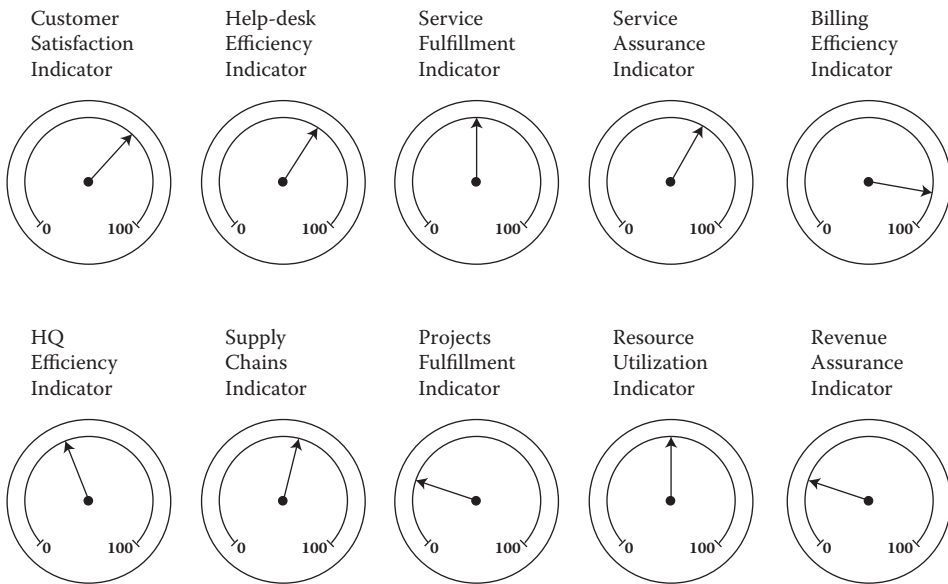 Customer
Satisfaction
Indicator
Help-desk
Efficiency
Indicator
Service
Fulfillment
Indicator
Service
Assurance
Indicator
Billing
Efficiency
Indicator
0 100
0 100
0 100
0 100
0 100
HQ
Efficiency
Indicator
Supply
Chains
Indicator
Projects
Fulfillment
Indicator
Resource
Utilization
Indicator
Revenue
Assurance
Indicator
0 100
0 100
0 100
0 100
0 100